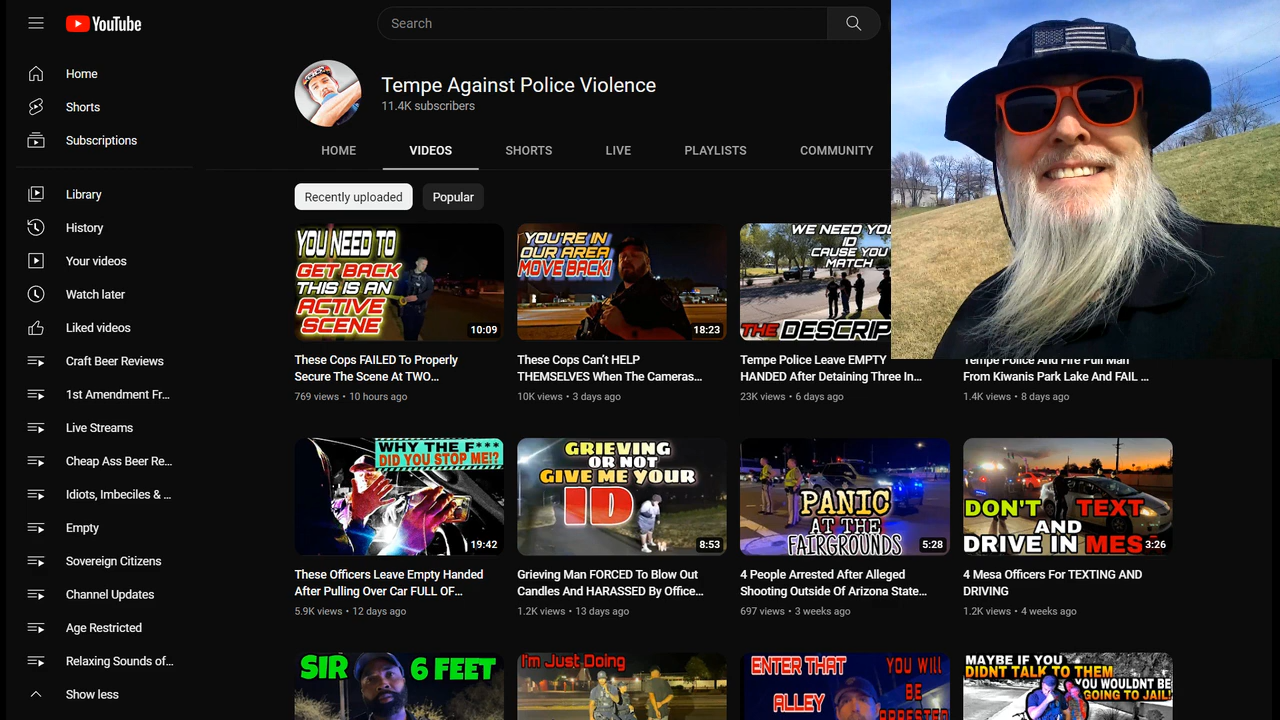 YouTube
Search
Home
Shorts
Subscriptions
Library
History
Your videos
Watch later
Liked videos
Craft Beer Reviews
1st Amendment Fr...
Live Streams
Cheap Ass Beer Re...
Idiots, Imbeciles & ...
Empty
Sovereign Citizens
Channel Updates
Age Restricted
Relaxing Sounds of...
Show less
Tempe Against Police Violence
11.4K subscribers
HOME
VIDEOS
SHORTS
LIVE
PLAYLISTS
COMMUNITY
Recently uploaded
Popular
YOU NEED TO
GET BACK
THIS IS AN
ACTIVE
SCENE
10:09
These Cops FAILED To Properly
Secure The Scene At TWO...
769 views • 10 hours ago
YOU'RE IN
OUR AREA
MOVE BACK!
18:23
These Cops Can't HELP
THEMSELVES When The Cameras...
10K views • 3 days ago
WE NEED YOU
ID
CAUSE YOU
MATCH
THE DESCRIP
Tempe Police Leave EMPTY
HANDED After Detaining Three In...
23K views • 6 days ago
Tempe Police And Fire Pull Man
From Kiwanis Park Lake And FAIL ...
1.4K views • 8 days ago
WHY THE F***
DID YOU STOP ME!?
19:42
These Officers Leave Empty Handed
After Pulling Over Car FULL OF...
5.9K views • 12 days ago
GRIEVING
OR NOT
GIVE ME YOUR
ID
8:53
Grieving Man FORCED To Blow Out
Candles And HARASSED By Office...
1.2K views • 13 days ago
PANIC
AT THE
FAIRGROUNDS
5:28
4 People Arrested After Alleged
Shooting Outside Of Arizona State...
697 views • 3 weeks ago
DON'T TEXT
AND
DRIVE IN MES
3:26
4 Mesa Officers For TEXTING AND
DRIVING
1.2K views • 4 weeks ago
SIR 6 FEET
I'm Just Doing
ENTER THAT
ALLEY
YOU WILL
BE
ARRESTED
MAYBE IF YOU
DIDNT TALK TO THEM
YOU WOULDNT BE
GOING TO JAIL!